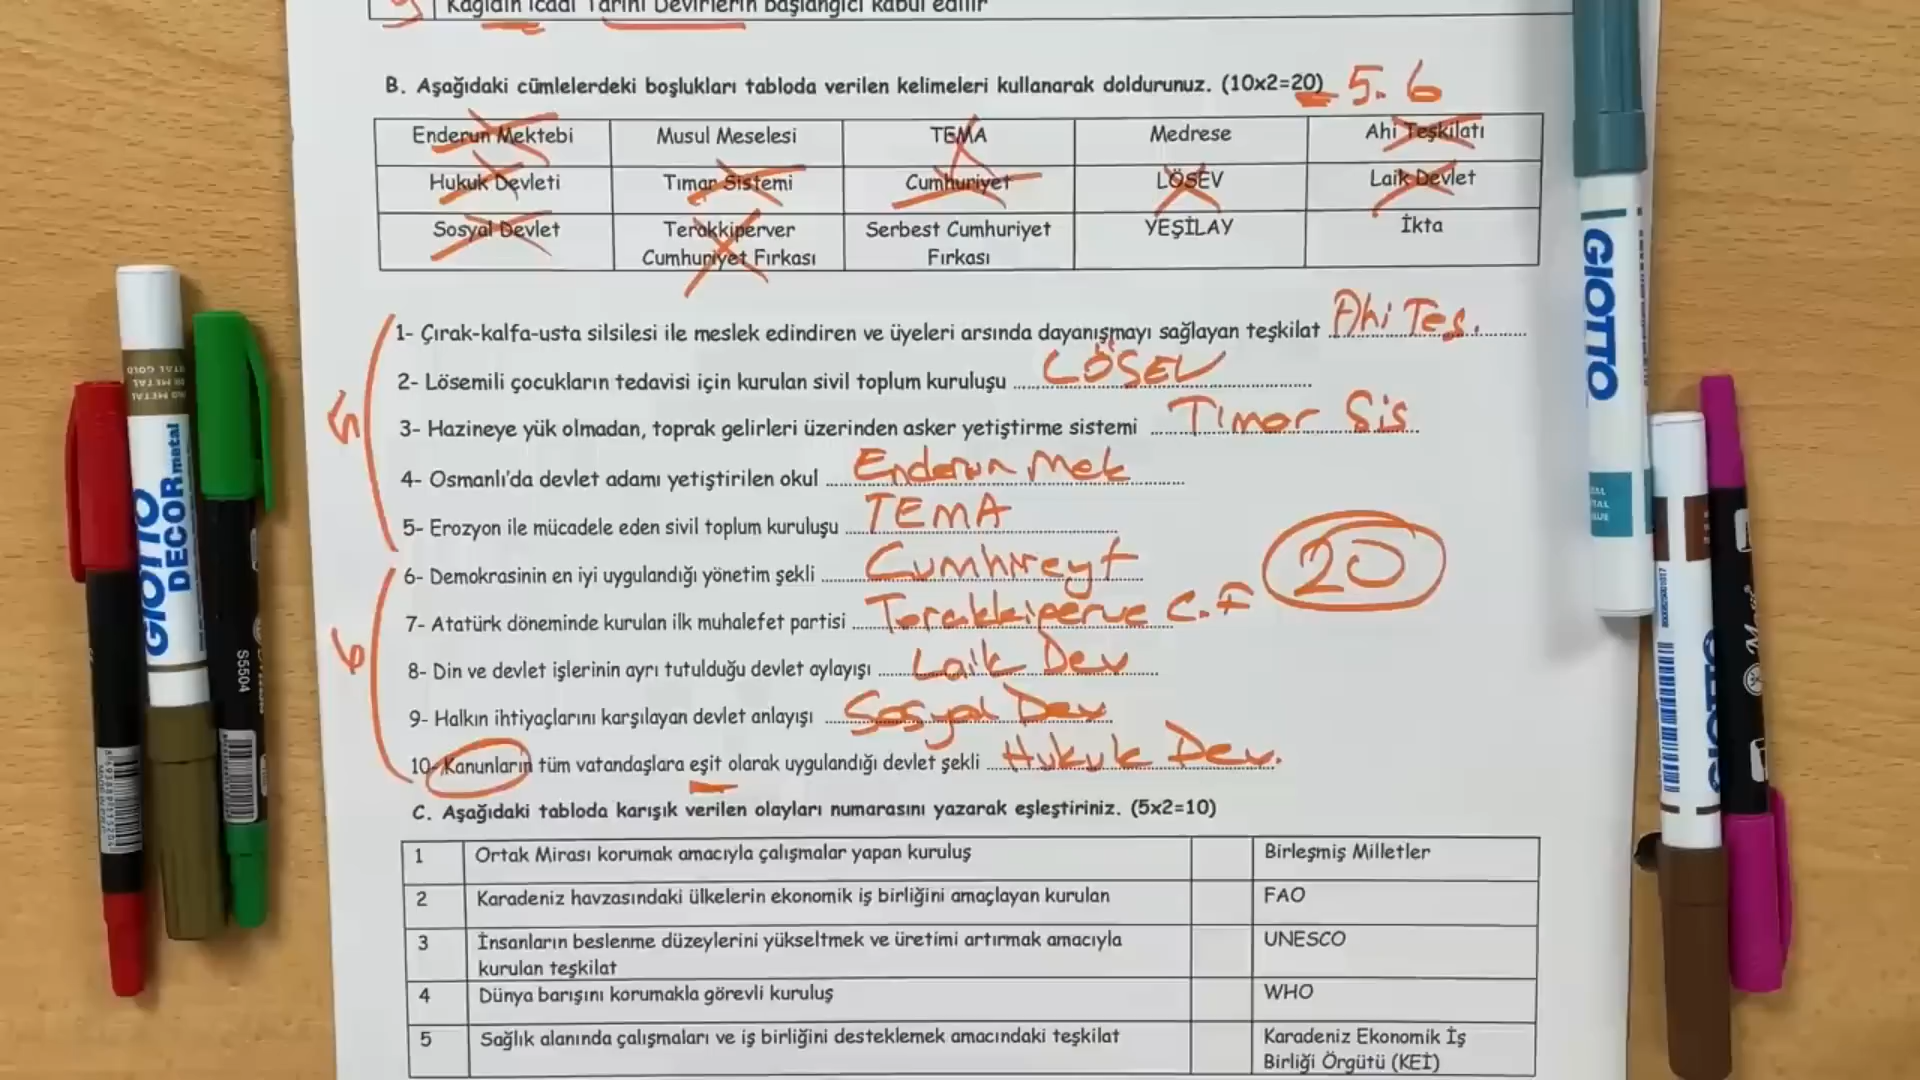 Kağıdın icadı Tarihi Devirlerin başlangıcı kabul edilir
B. Aşağıdaki cümlelerdeki boşlukları tabloda verilen kelimeleri kullanarak doldurunuz. (10x2=20) 5. 6
Enderun Mektebi Musul Meselesi TEMA Medrese Ahi Teşkilatı
Hukuk Devleti Tımar Sistemi Cumhuriyet LÖSEV Laik Devlet
Sosyal Devlet Terakkiperver Cumhuriyet Fırkası Serbest Cumhuriyet Fırkası YEŞİLAY İkta
1- Çırak-kalfa-usta silsilesi ile meslek edindiren ve üyeleri arsında dayanışmayı sağlayan teşkilat Ahi Teş.
2- Lösemili çocukların tedavisi için kurulan sivil toplum kuruluşu LÖSEV
3- Hazineye yük olmadan, toprak gelirleri üzerinden asker yetiştirme sistemi Tımar Sis
4- Osmanlı'da devlet adamı yetiştirilen okul Enderun Mek
5- Erozyon ile mücadele eden sivil toplum kuruluşu TEMA
5
6- Demokrasinin en iyi uygulandığı yönetim şekli Cumhireyt
20
7- Atatürk döneminde kurulan ilk muhalefet partisi Terakkiperve C.F
8- Din ve devlet işlerinin ayrı tutulduğu devlet aylayışı Laik Dev
6
9- Halkın ihtiyaçlarını karşılayan devlet anlayışı Sosyal Dev
10- Kanunların tüm vatandaşlara eşit olarak uygulandığı devlet şekli Hukuk Dev.
C. Aşağıdaki tabloda karışık verilen olayları numarasını yazarak eşleştiriniz. (5x2=10)
1 Ortak Mirası korumak amacıyla çalışmalar yapan kuruluş Birleşmiş Milletler
2 Karadeniz havzasındaki ülkelerin ekonomik iş birliğini amaçlayan kurulan FAO
3 İnsanların beslenme düzeylerini yükseltmek ve üretimi artırmak amacıyla kurulan teşkilat UNESCO
4 Dünya barışını korumakla görevli kuruluş WHO
5 Sağlık alanında çalışmaları ve iş birliğini desteklemek amacındaki teşkilat Karadeniz Ekonomik İş Birliği Örgütü (KEİ)
GIOTTO
DECOR metal
S5504
GIOTTO
GIOTTO